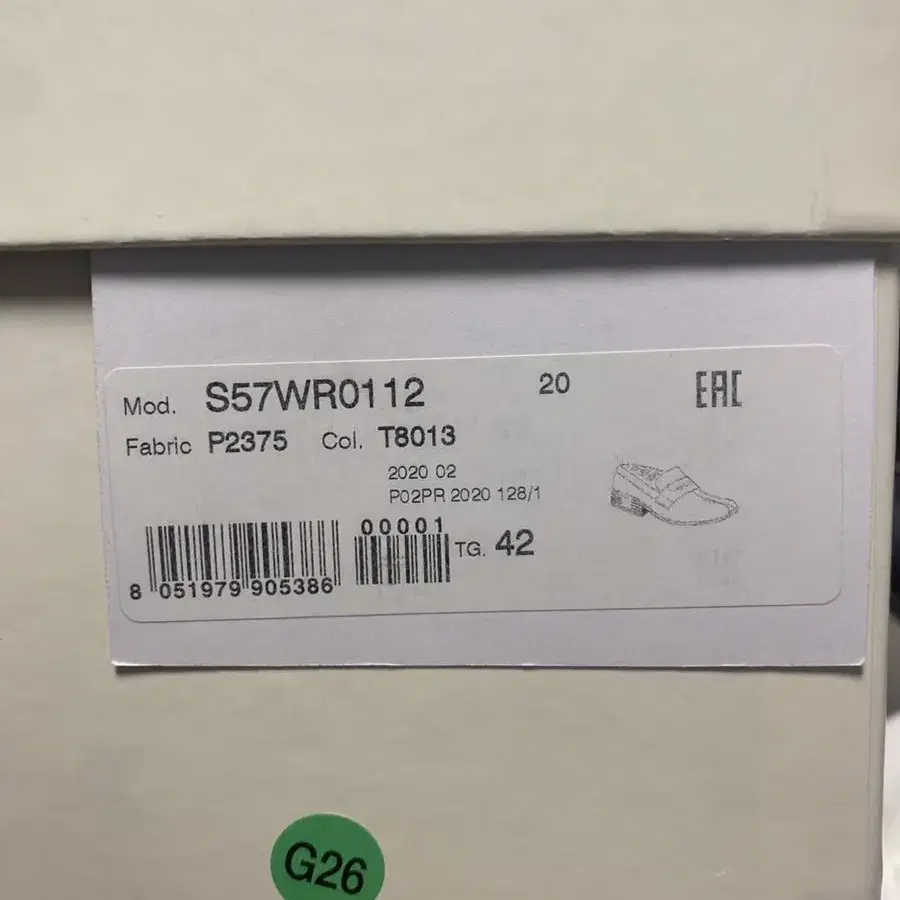 Mod. S57WR0112 20 EAC
Fabric P2375 Col. T8013
2020 02
P02PR 2020 128/1
00001
TG. 42
8 051979 905386
G26